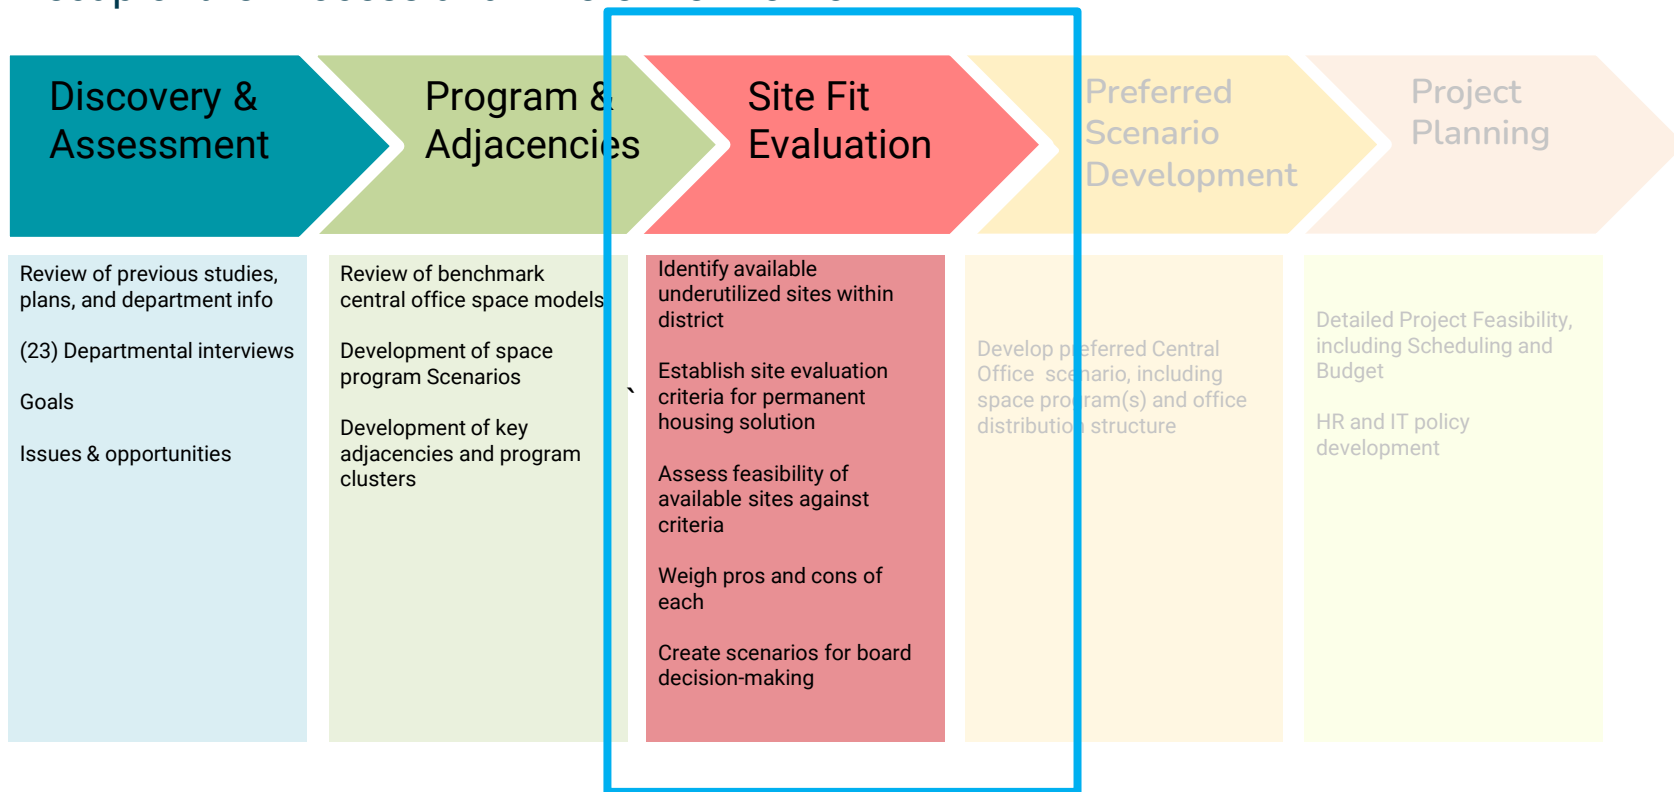 Discovery &
Assessment
Program &
Adjacencies
Site Fit
Evaluation
Preferred
Scenario
Development
Project
Planning
Review of previous studies,
plans, and department info
(23) Departmental interviews
Goals
Issues & opportunities
Review of benchmark
central office space models
Development of space
program Scenarios
Development of key
adjacencies and program
clusters
`
Identify available
underutilized sites within
district
Establish site evaluation
criteria for permanent
housing solution
Assess feasibility of
available sites against
criteria
Weigh pros and cons of
each
Create scenarios for board
decision-making
Develop preferred Central
Office scenario, including
space program(s) and office
distribution structure
Detailed Project Feasibility,
including Scheduling and
Budget
HR and IT policy
development